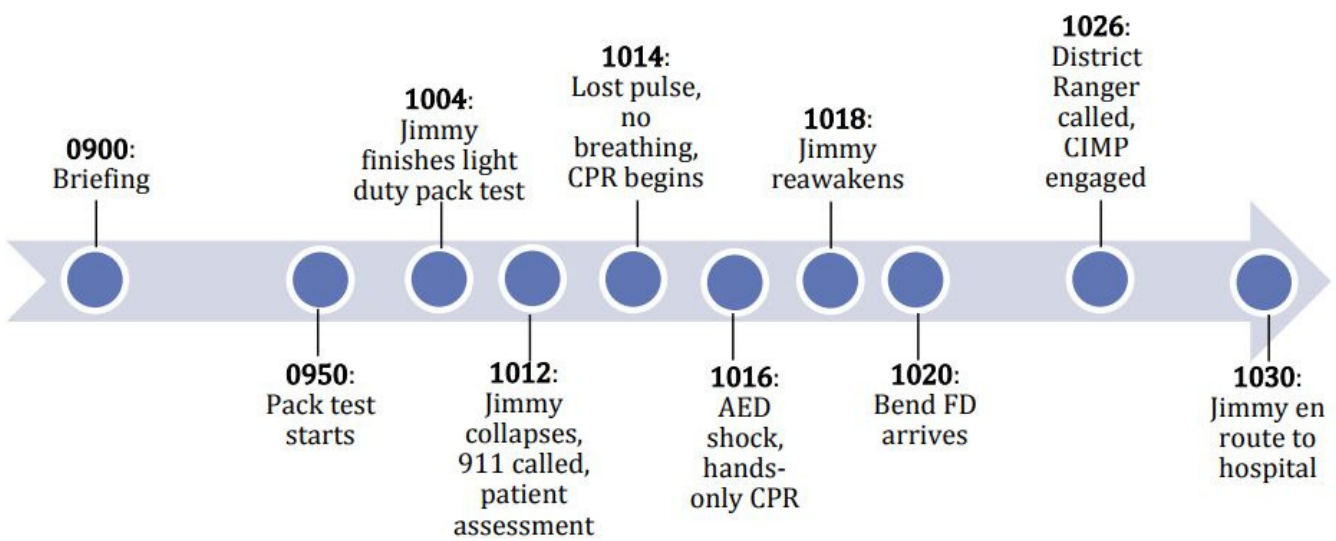 0900:
Briefing
0950:
Pack test
starts
1004:
Jimmy
finishes light
duty pack test
1012:
Jimmy
collapses,
911 called,
patient
assessment
1014:
Lost pulse,
no
breathing,
CPR begins
1016:
AED
shock,
hands-
only CPR
1018:
Jimmy
reawakens
1020:
Bend FD
arrives
1026:
District
Ranger
called,
CIMP
engaged
1030:
Jimmy en
route to
hospital